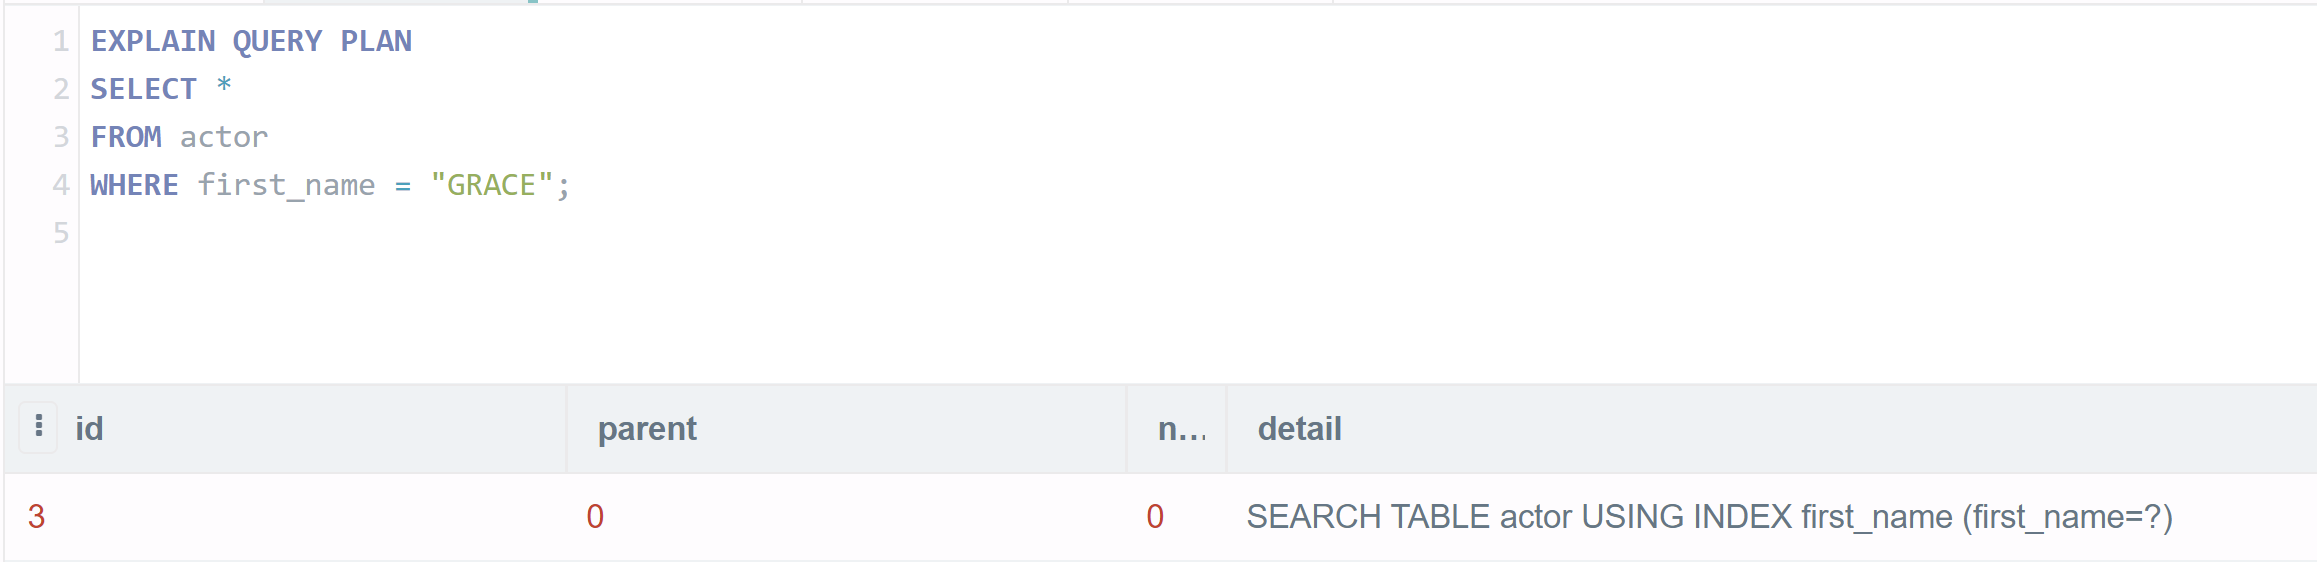 1 EXPLAIN QUERY PLAN
2 SELECT *
3 FROM actor
4 WHERE first_name = "GRACE";
5
id parent n... detail
3 0 0 SEARCH TABLE actor USING INDEX first_name (first_name=?)